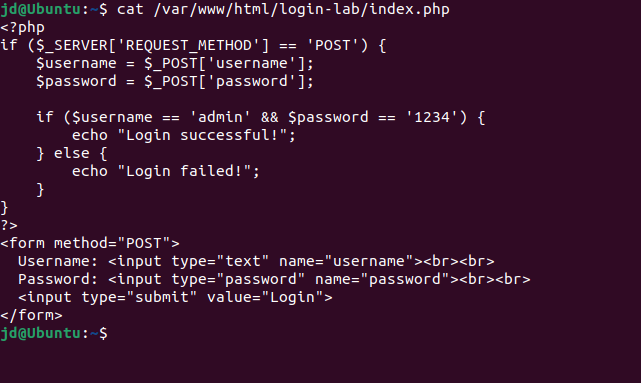 jd@Ubuntu:~$ cat /var/www/html/login-lab/index.php
<?php
if ($_SERVER['REQUEST_METHOD'] == 'POST') {
    $username = $_POST['username'];
    $password = $_POST['password'];

    if ($username == 'admin' && $password == '1234') {
        echo "Login successful!";
    } else {
        echo "Login failed!";
    }
}
?>
<form method="POST">
  Username: <input type="text" name="username"><br><br>
  Password: <input type="password" name="password"><br><br>
  <input type="submit" value="Login">
</form>
jd@Ubuntu:~$